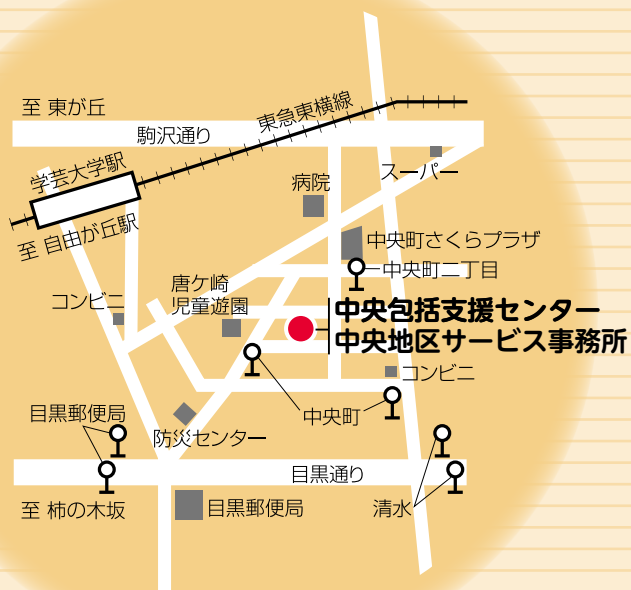 至 東が丘
東急東横線
駒沢通り
学芸大学駅
スーパー
病院
至 自由が丘駅
中央町さくらプラザ
中央町二丁目
唐ケ崎
児童遊園
コンビニ
中央包括支援センター
中央地区サービス事務所
コンビニ
目黒郵便局
中央町
防災センター
目黒通り
至 柿の木坂
目黒郵便局
清水